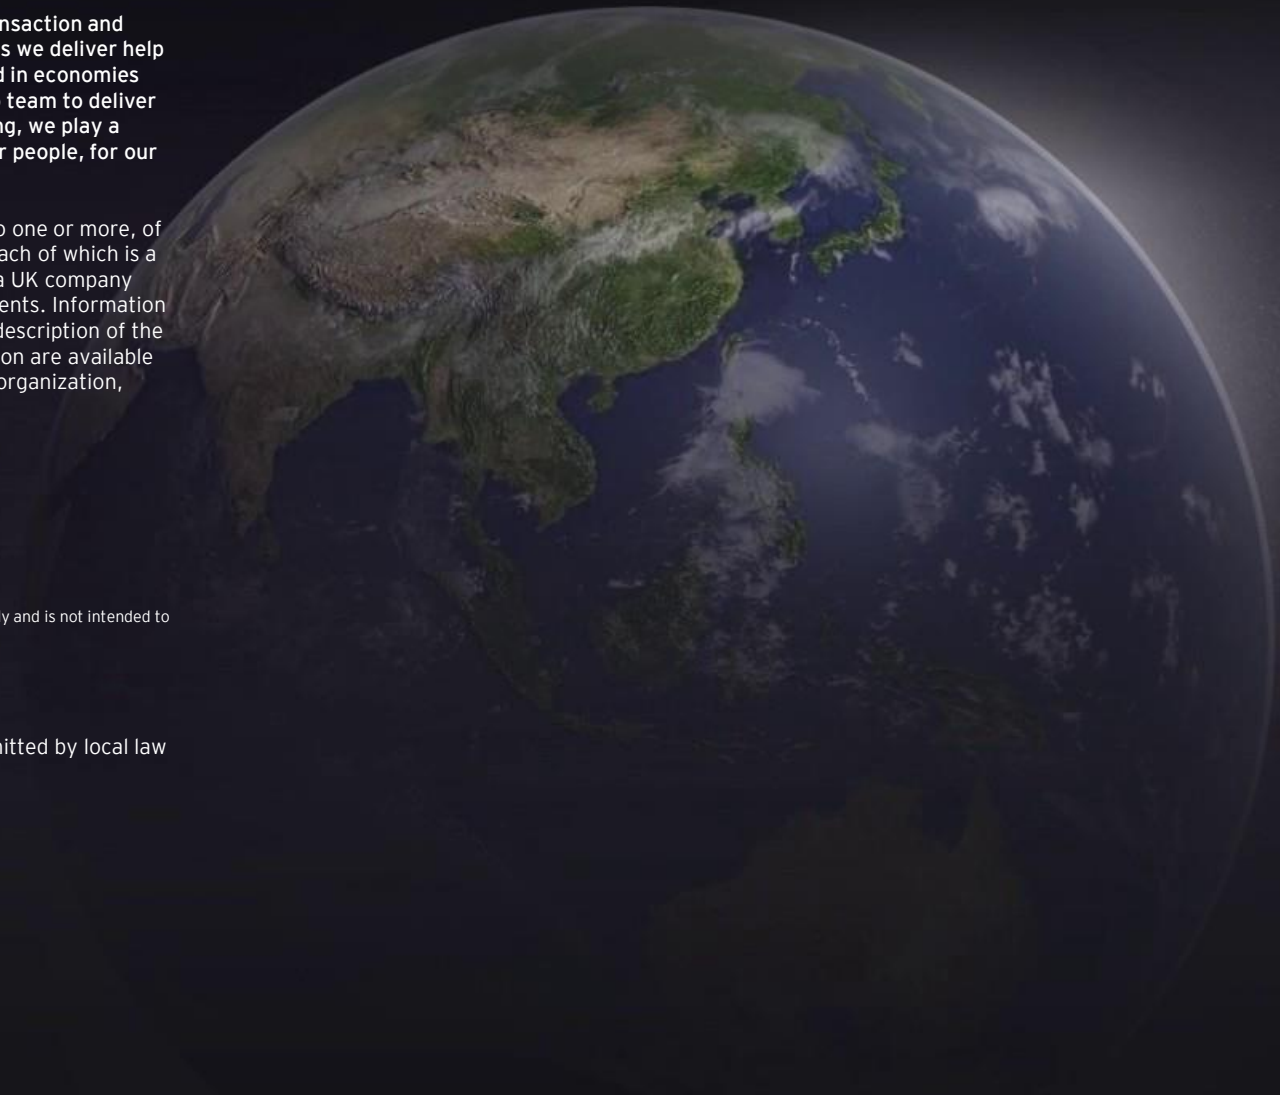 nsaction and
s we deliver help
d in economies
team to deliver
ng, we play a
r people, for our
o one or more, of
ach of which is a
a UK company
ents. Information
description of the
on are available
organization,
y and is not intended to
nitted by local law